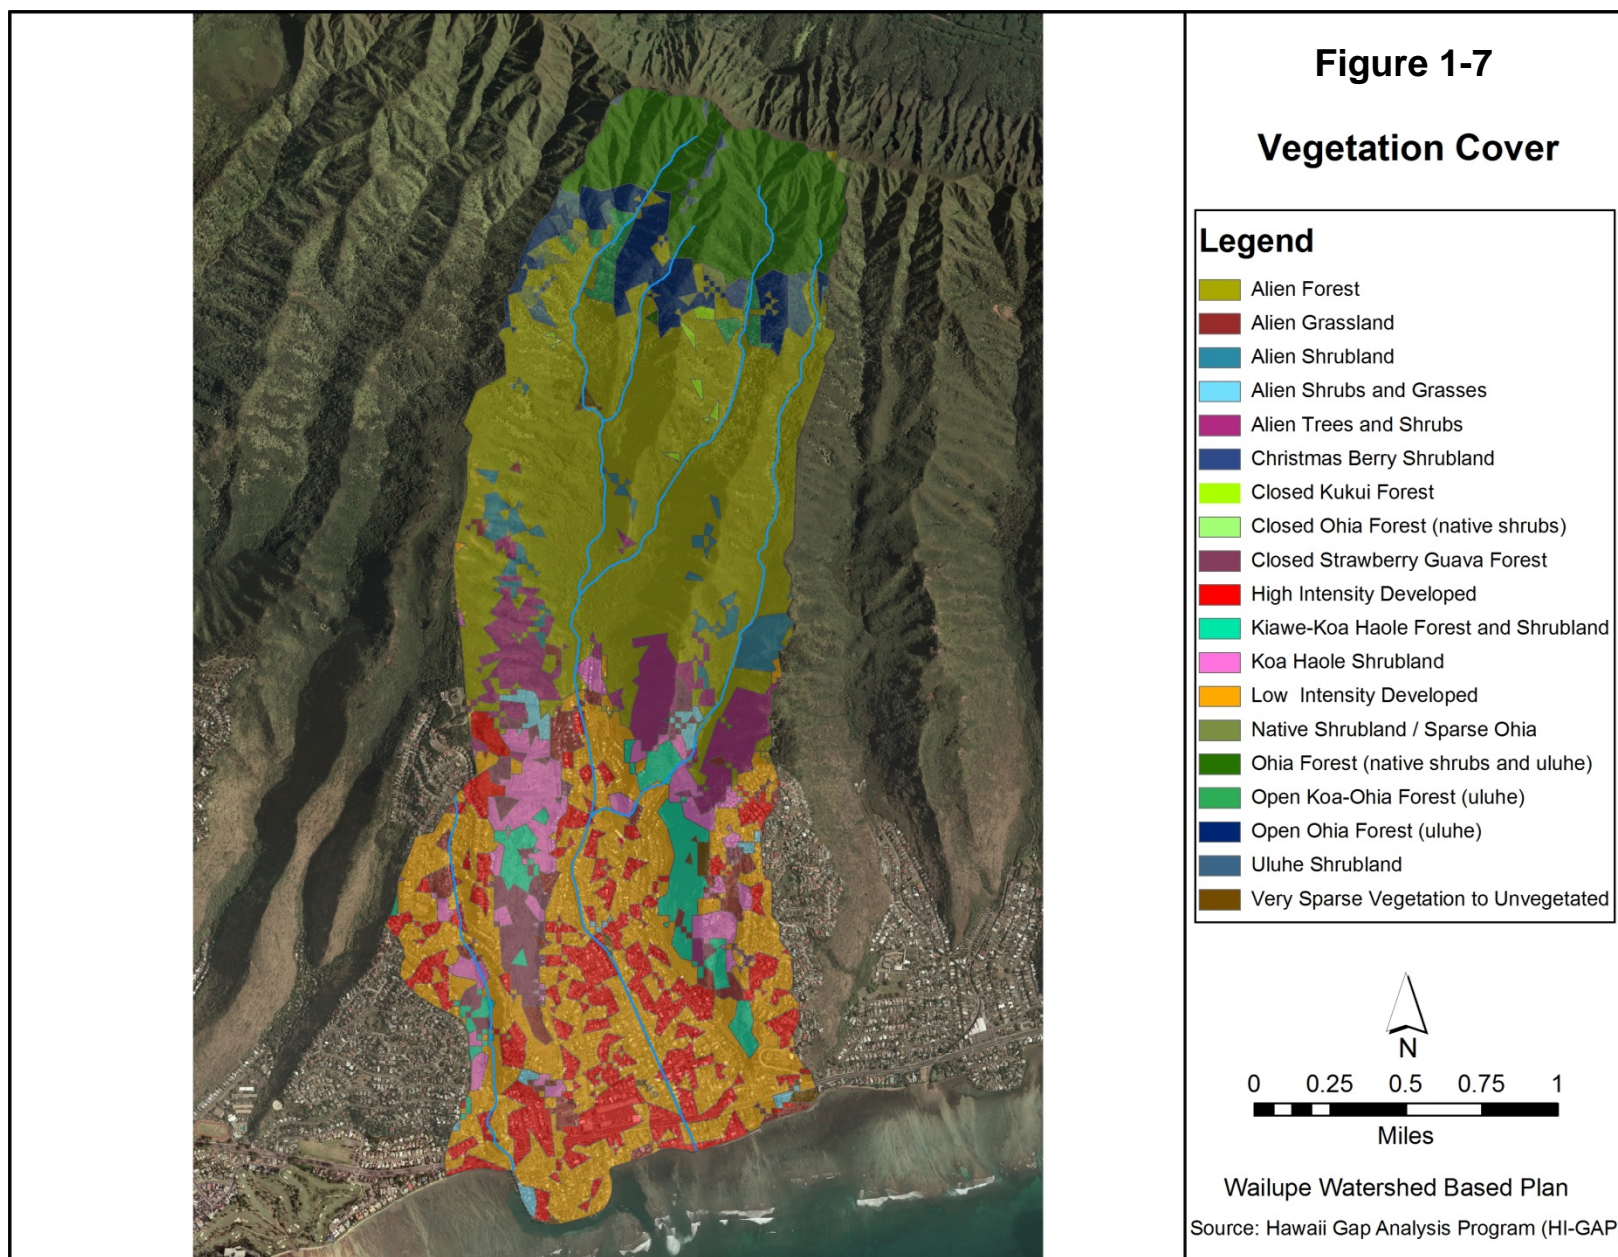 Figure 1-7
Vegetation Cover
Legend
Alien Forest
Alien Grassland
Alien Shrubland
Alien Shrubs and Grasses
Alien Trees and Shrubs
Christmas Berry Shrubland
Closed Kukui Forest
Closed Ohia Forest (native shrubs)
Closed Strawberry Guava Forest
High Intensity Developed
Kiawe-Koa Haole Forest and Shrubland
Koa Haole Shrubland
Low  Intensity Developed
Native Shrubland / Sparse Ohia
Ohia Forest (native shrubs and uluhe)
Open Koa-Ohia Forest (uluhe)
Open Ohia Forest (uluhe)
Uluhe Shrubland
Very Sparse Vegetation to Unvegetated
N
0 0.25 0.5 0.75 1
Miles
Wailupe Watershed Based Plan
Source: Hawaii Gap Analysis Program (HI-GAP